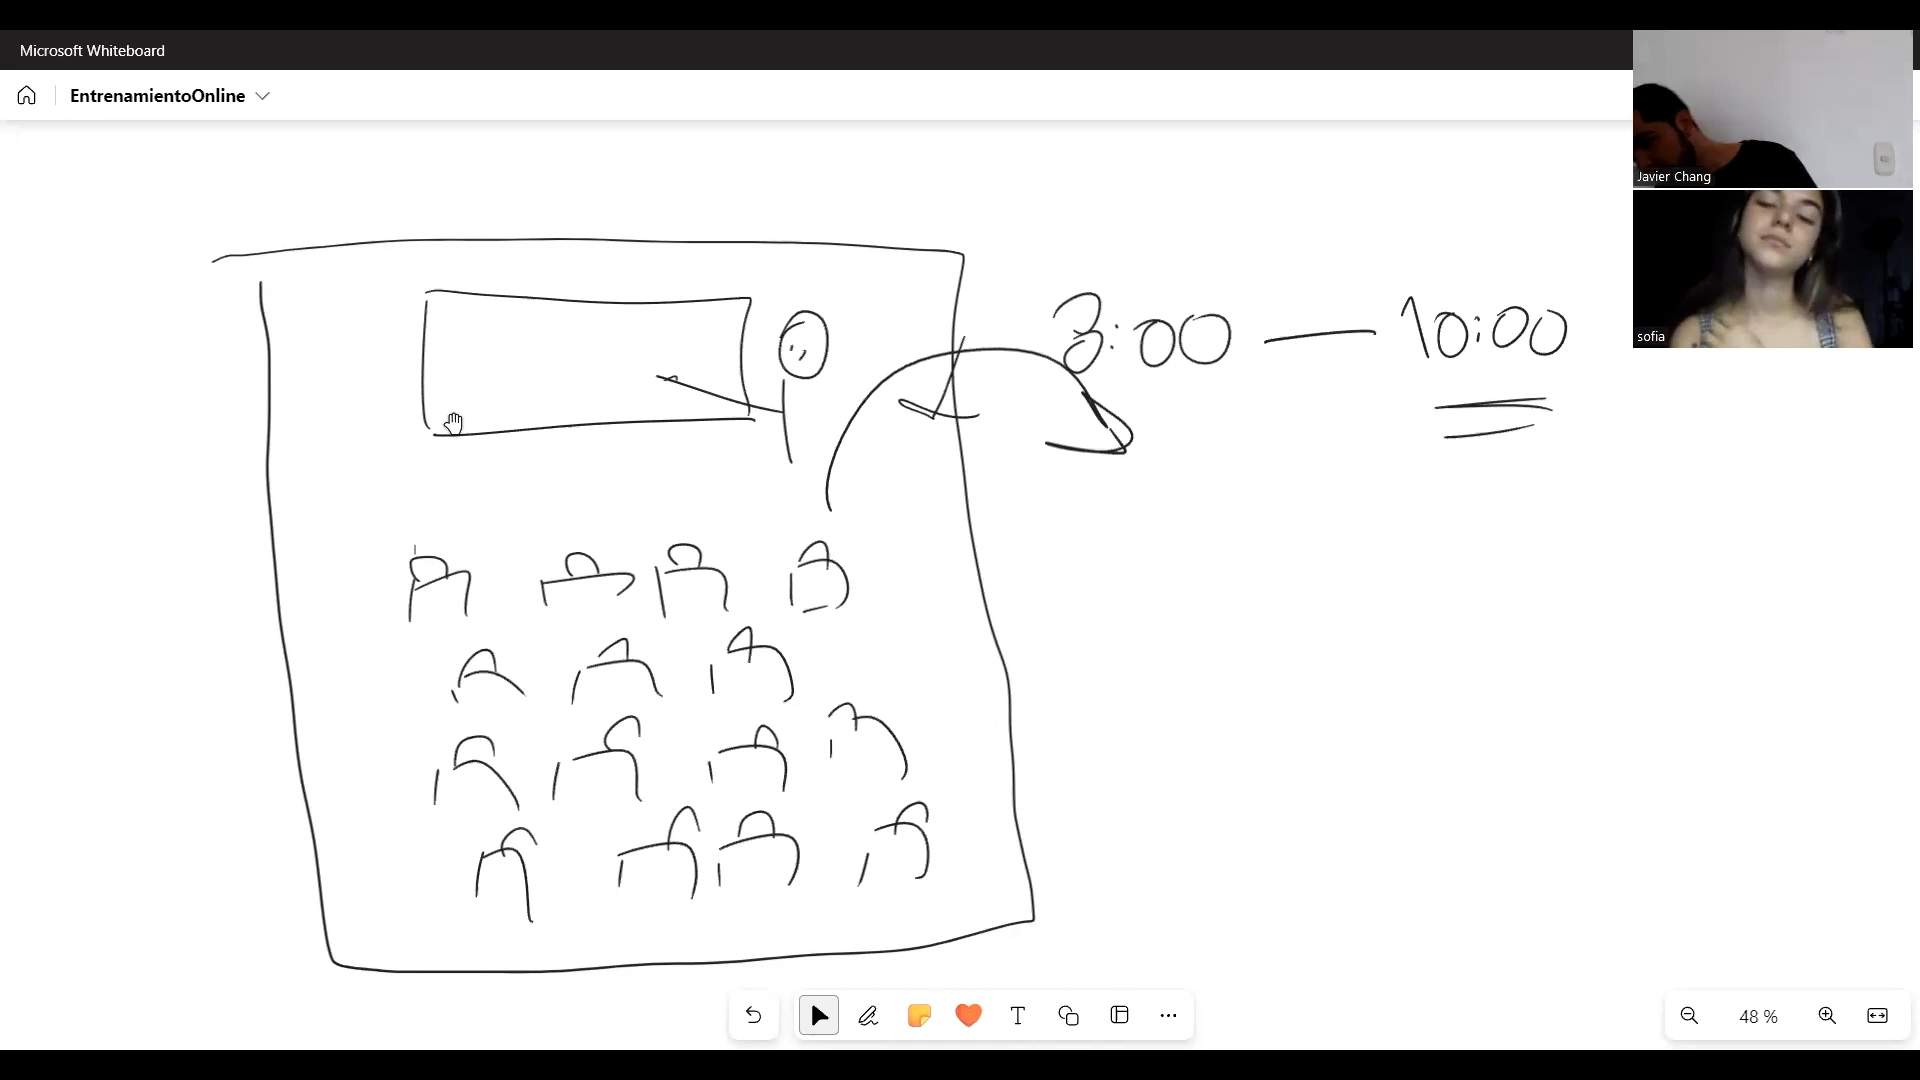 Microsoft Whiteboard
EntrenamientoOnline
Javier Chang
sofia
3:00 — 10:00
48 %